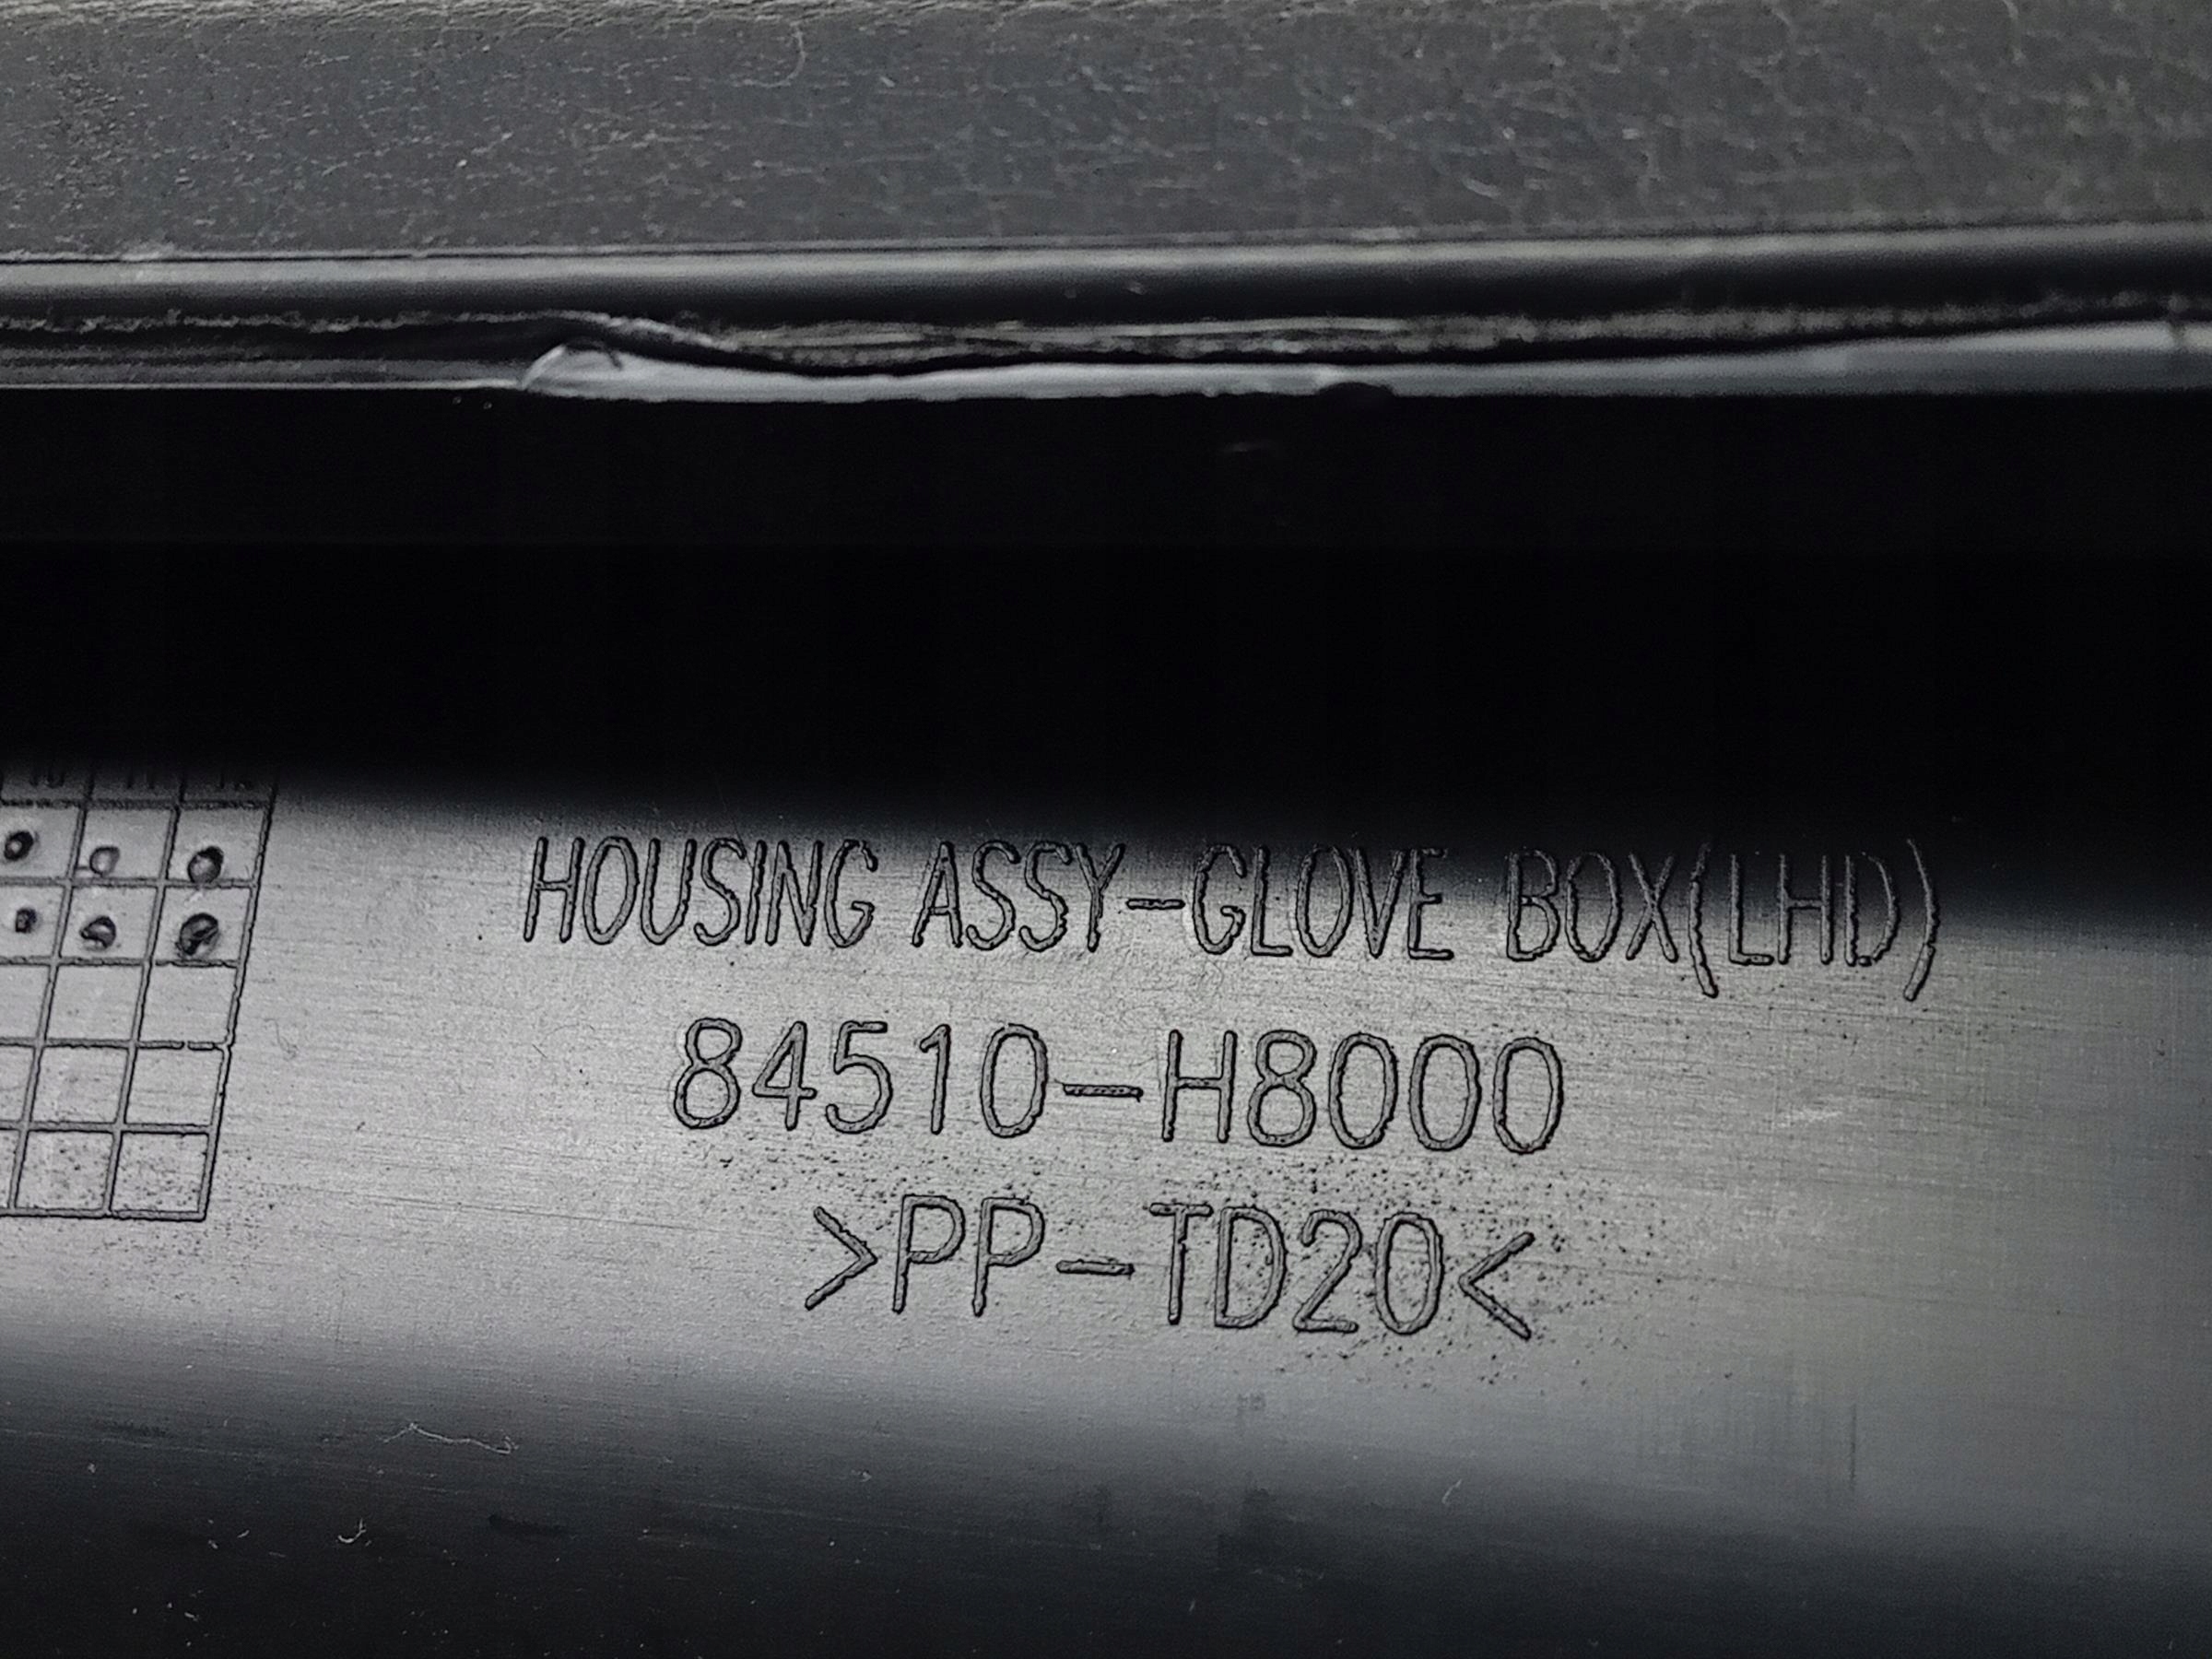 HOUSING ASSY-GLOVE BOX(LHD)
84510-H8000
>PP-TD20<